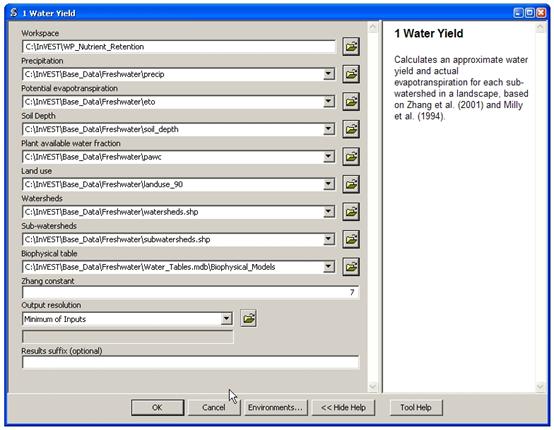 1 Water Yield
Workspace
C:\InVEST\WP_Nutrient_Retention
Precipitation
C:\InVEST\Base_Data\Freshwater\precip
Potential evapotranspiration
C:\InVEST\Base_Data\Freshwater\eto
Soil Depth
C:\InVEST\Base_Data\Freshwater\soil_depth
Plant available water fraction
C:\InVEST\Base_Data\Freshwater\pawc
Land use
C:\InVEST\Base_Data\Freshwater\landuse_90
Watersheds
C:\InVEST\Base_Data\Freshwater\watersheds.shp
Sub-watersheds
C:\InVEST\Base_Data\Freshwater\subwatersheds.shp
Biophysical table
C:\InVEST\Base_Data\Freshwater\Water_Tables.mdb\Biophysical_Models
Zhang constant
7
Output resolution
Minimum of Inputs
Results suffix (optional)
1 Water Yield
Calculates an approximate water
yield and actual
evapotranspiration for each sub-
watershed in a landscape, based
on Zhang et al. (2001) and Milly
et al. (1994).
OK
Cancel
Environments...
<< Hide Help
Tool Help